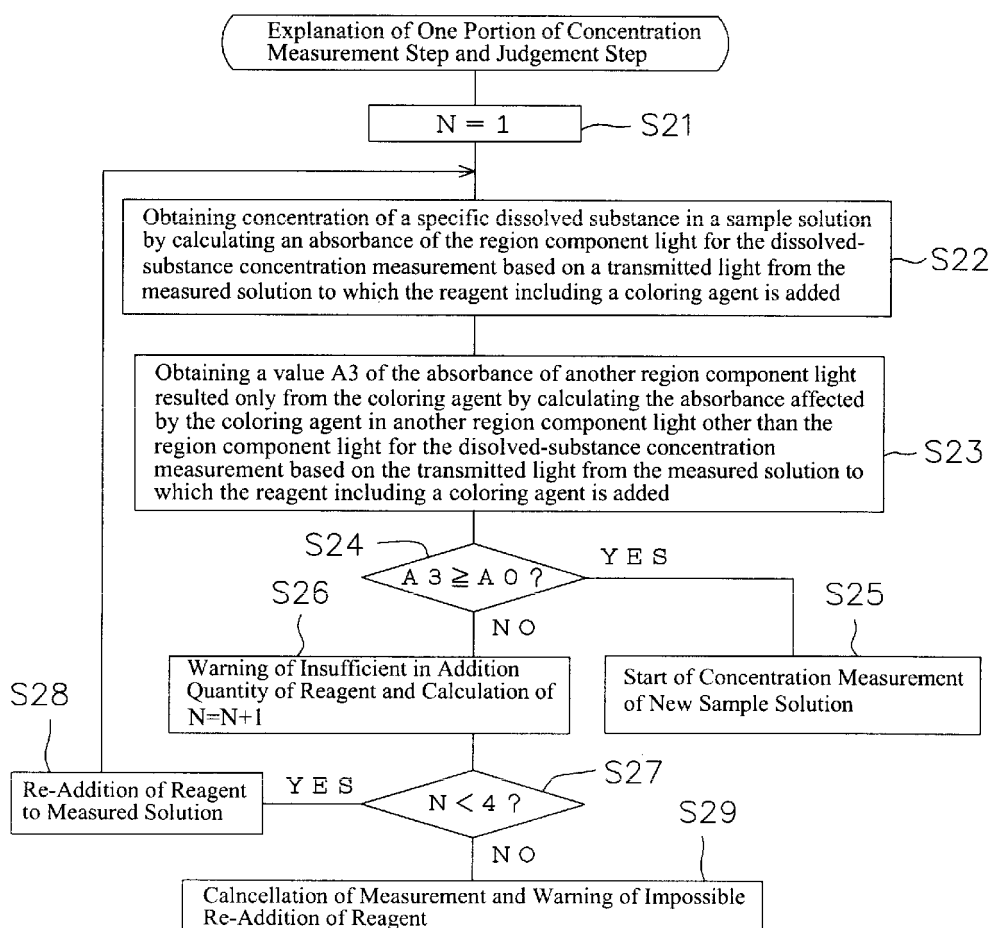 Explanation of One Portion of Concentration
Measurement Step and Judgement Step
N = 1
S21
Obtaining concentration of a specific dissolved substance in a sample solution
by calculating an absorbance of the region component light for the dissolved-
substance concentration measurement based on a transmitted light from the
measured solution to which the reagent including a coloring agent is added
S22
Obtaining a value A3 of the absorbance of another region component light
resulted only from the coloring agent by calculating the absorbance affected
by the coloring agent in another region component light other than the
region component light for the disolved-substance concentration
measurement based on the transmitted light from the measured solution to
which the reagent including a coloring agent is added
S23
S24
A3≧A0?
YES
NO
S25
Start of Concentration Measurement
of New Sample Solution
S26
Warning of Insufficient in Addition
Quantity of Reagent and Calculation of
N=N+1
S27
N<4?
YES
NO
S28
Re-Addition of Reagent
to Measured Solution
S29
Calncellation of Measurement and Warning of Impossible
Re-Addition of Reagent